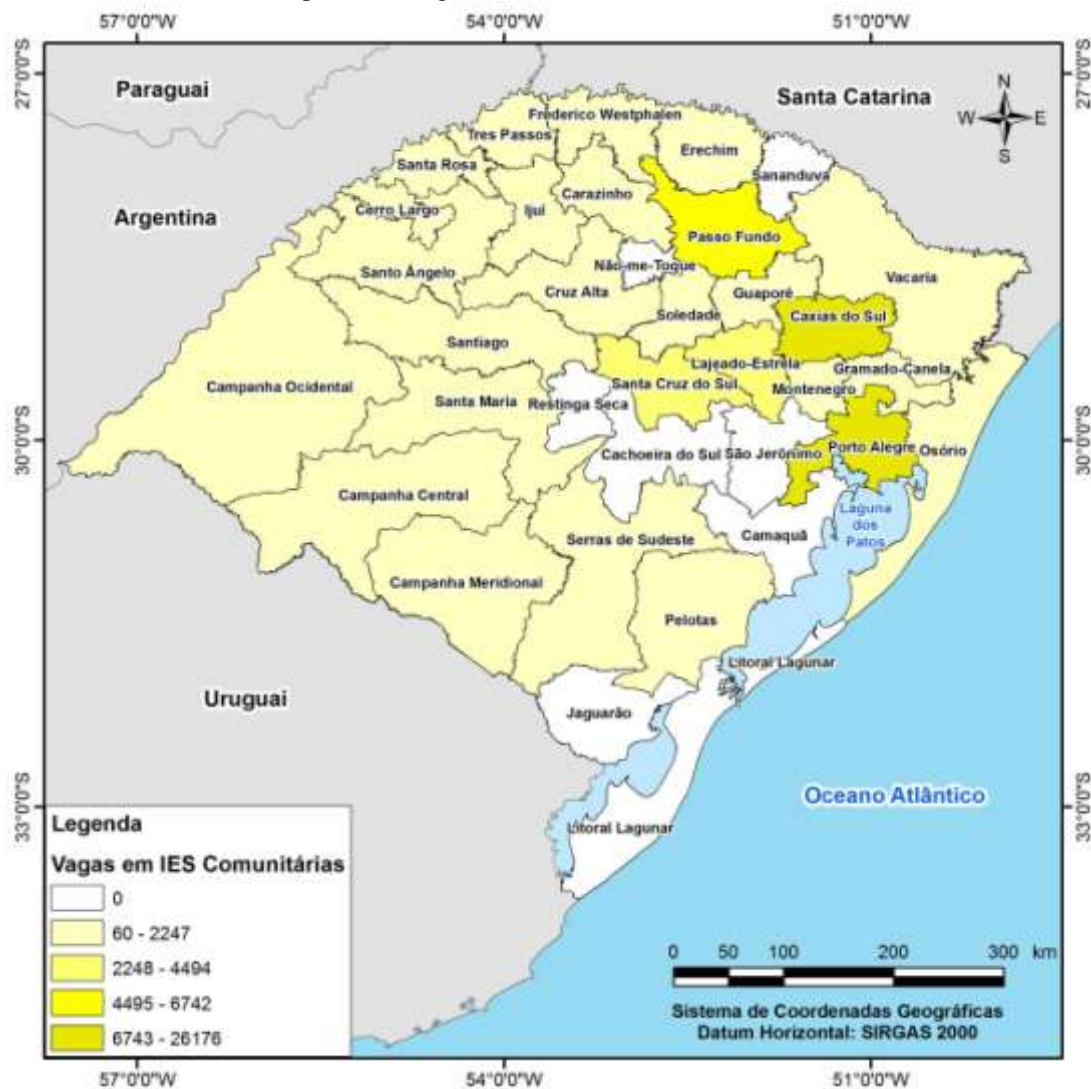 57°0'0"W 54°0'0"W 51°0'0"W
27°0'0"S
27°0'0"S
Paraguai
Santa Catarina
N
W E
S
Frederico Westphalen
Tres Passos
Erechim
Santa Rosa
Sananduva
Carazinho
Cerro Largo
Ijuí
Argentina
Passo Fundo
Não-me-Toque
Santo Ângelo
Vacaria
Cruz Alta
Guaporé
Soledade
Caxias do Sul
Santiago
Lajeado-Estrela
Gramado-Canela
Campanha Ocidental
Santa Cruz do Sul
Montenegro
Santa Maria
Restinga Seca
30°0'0"S
30°0'0"S
Cachoeira do Sul
São Jerônimo
Porto Alegre
Osório
Campanha Central
Laguna
dos
Patos
Serras de Sudeste
Camaquã
Campanha Meridional
Pelotas
Litoral Lagunar
Uruguai
Jaguarão
Oceano Atlântico
33°0'0"S
33°0'0"S
Litoral Lagunar
Legenda
Vagas em IES Comunitárias
0
60 - 2247
2248 - 4494
4495 - 6742
6743 - 26176
0 50 100 200 300 km
Sistema de Coordenadas Geográficas
Datum Horizontal: SIRGAS 2000
57°0'0"W 54°0'0"W 51°0'0"W